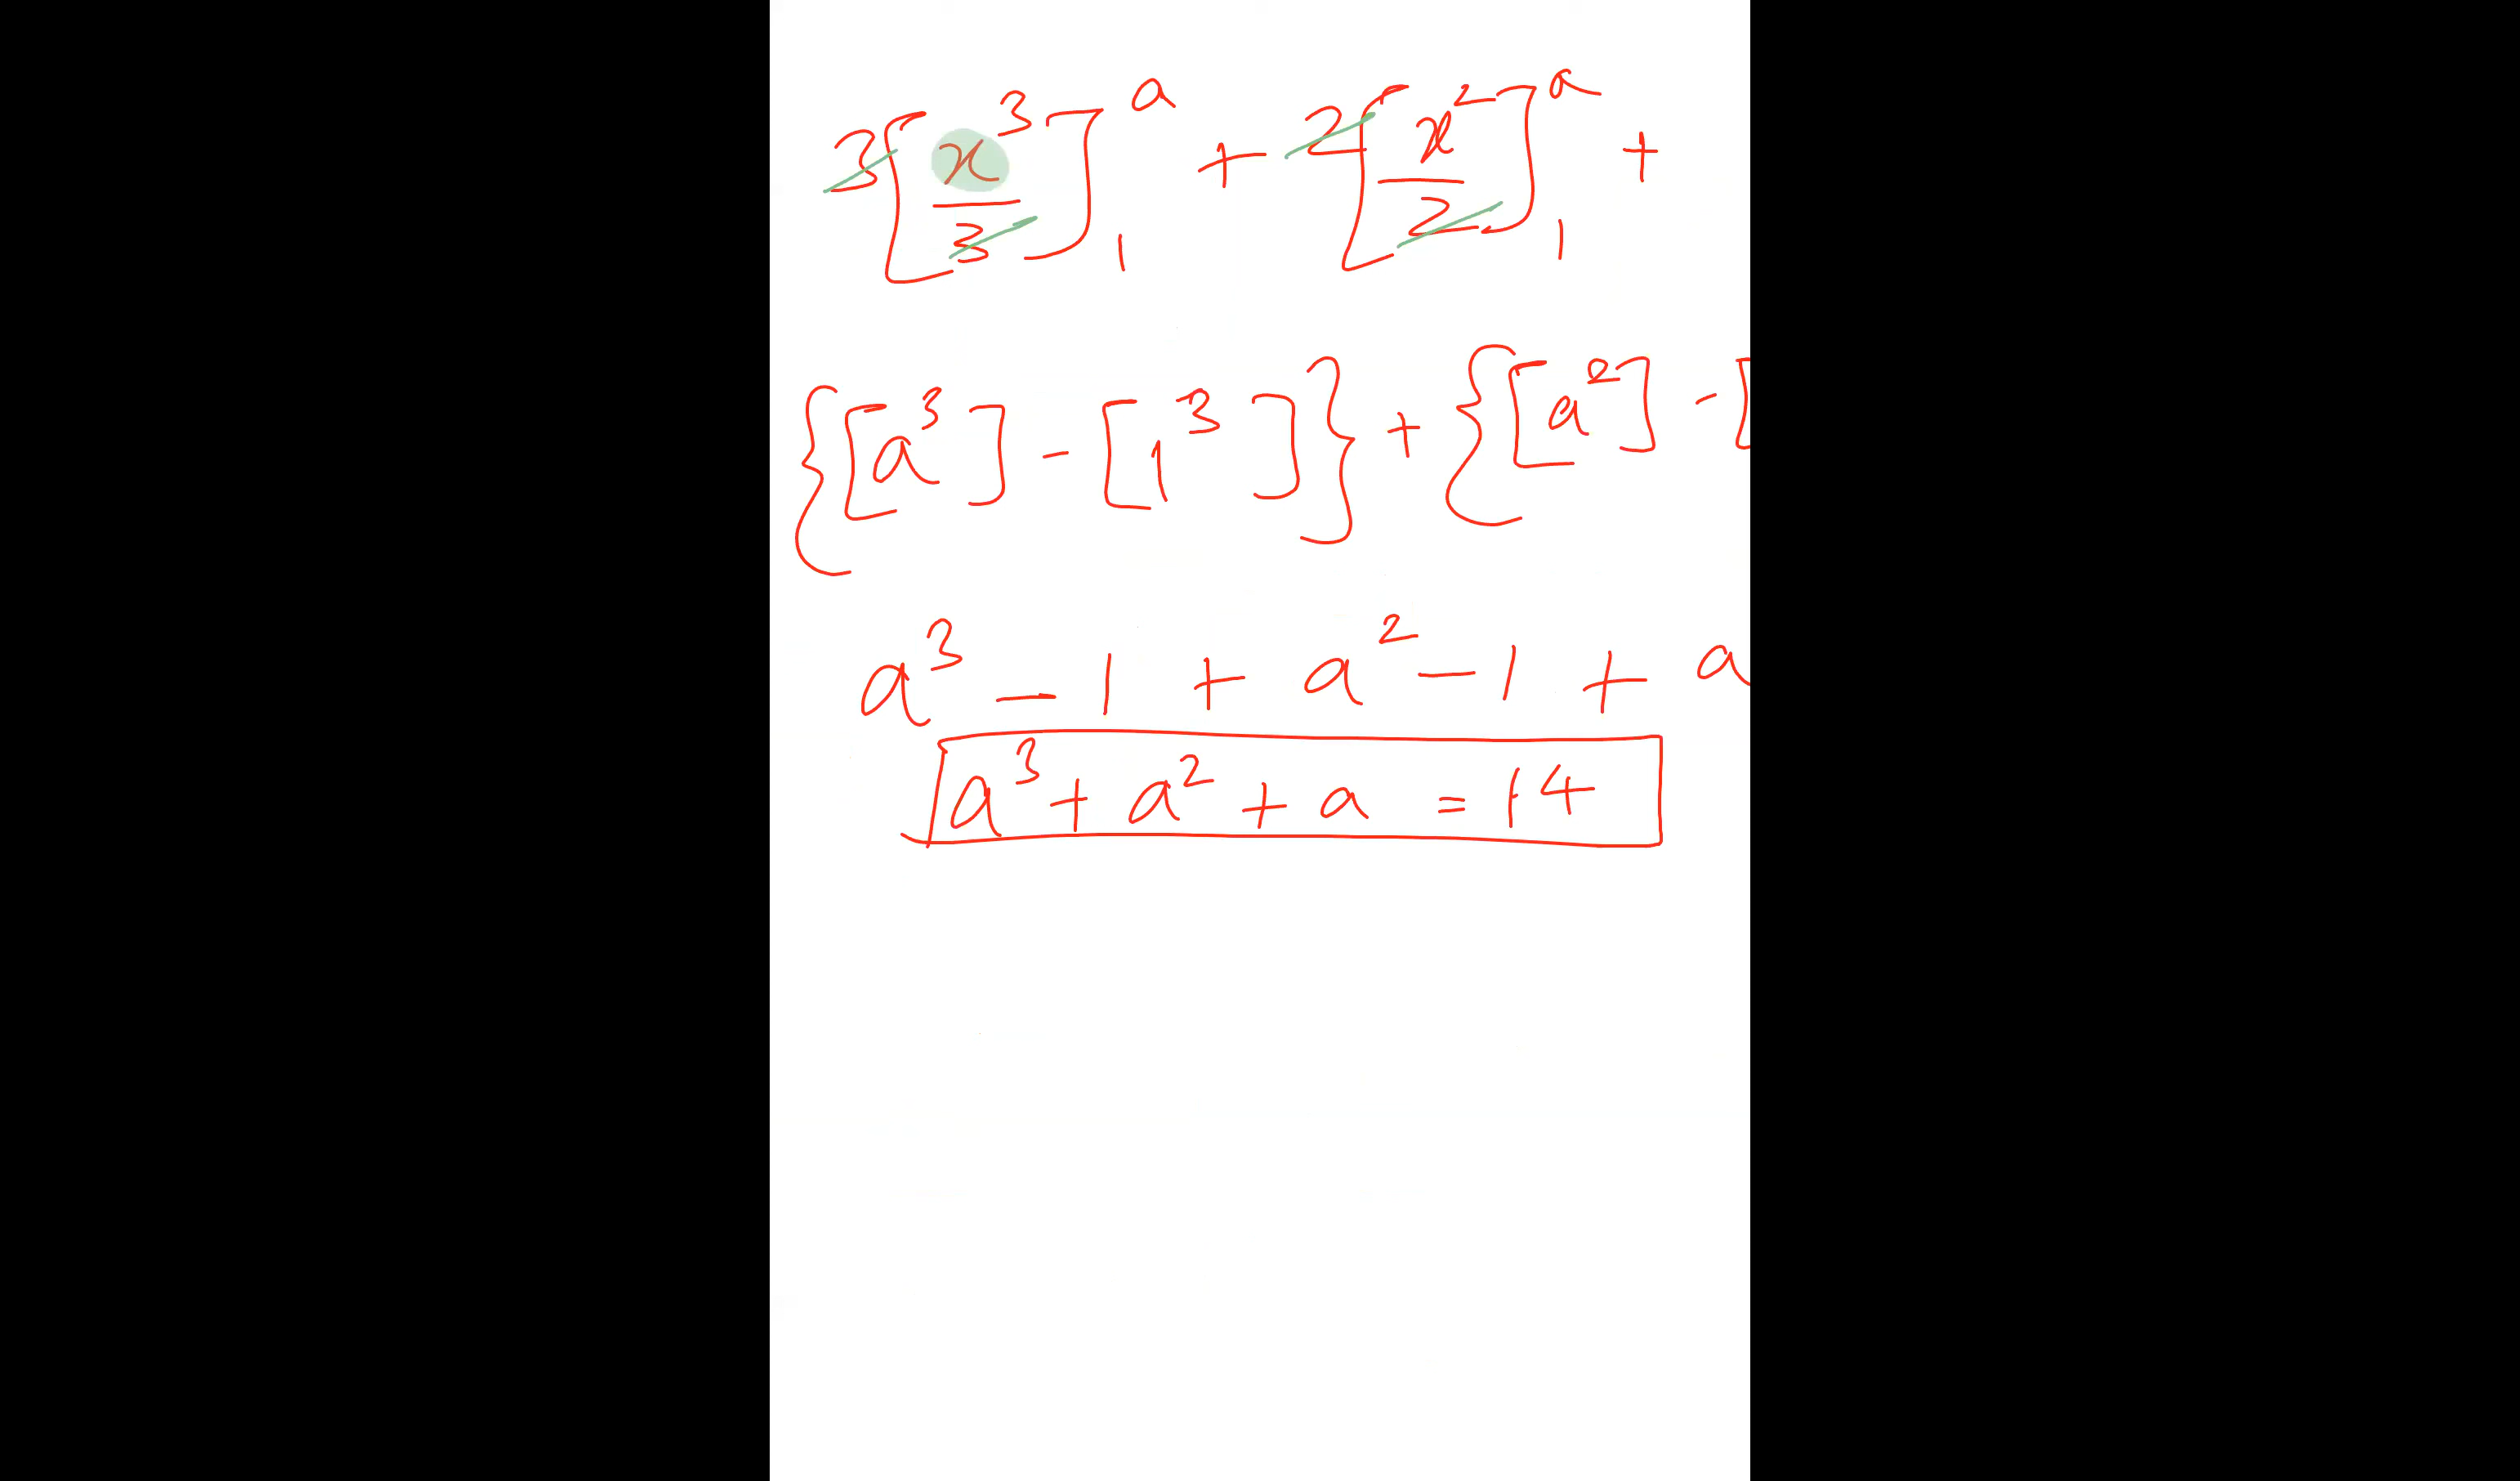 3[x³/3]₁ᵃ + 2[x²/2]₁ᵃ +
{[a³] - [1³]} + {[a²] - [
a³ - 1 + a² - 1 + a
a³ + a² + a = 14